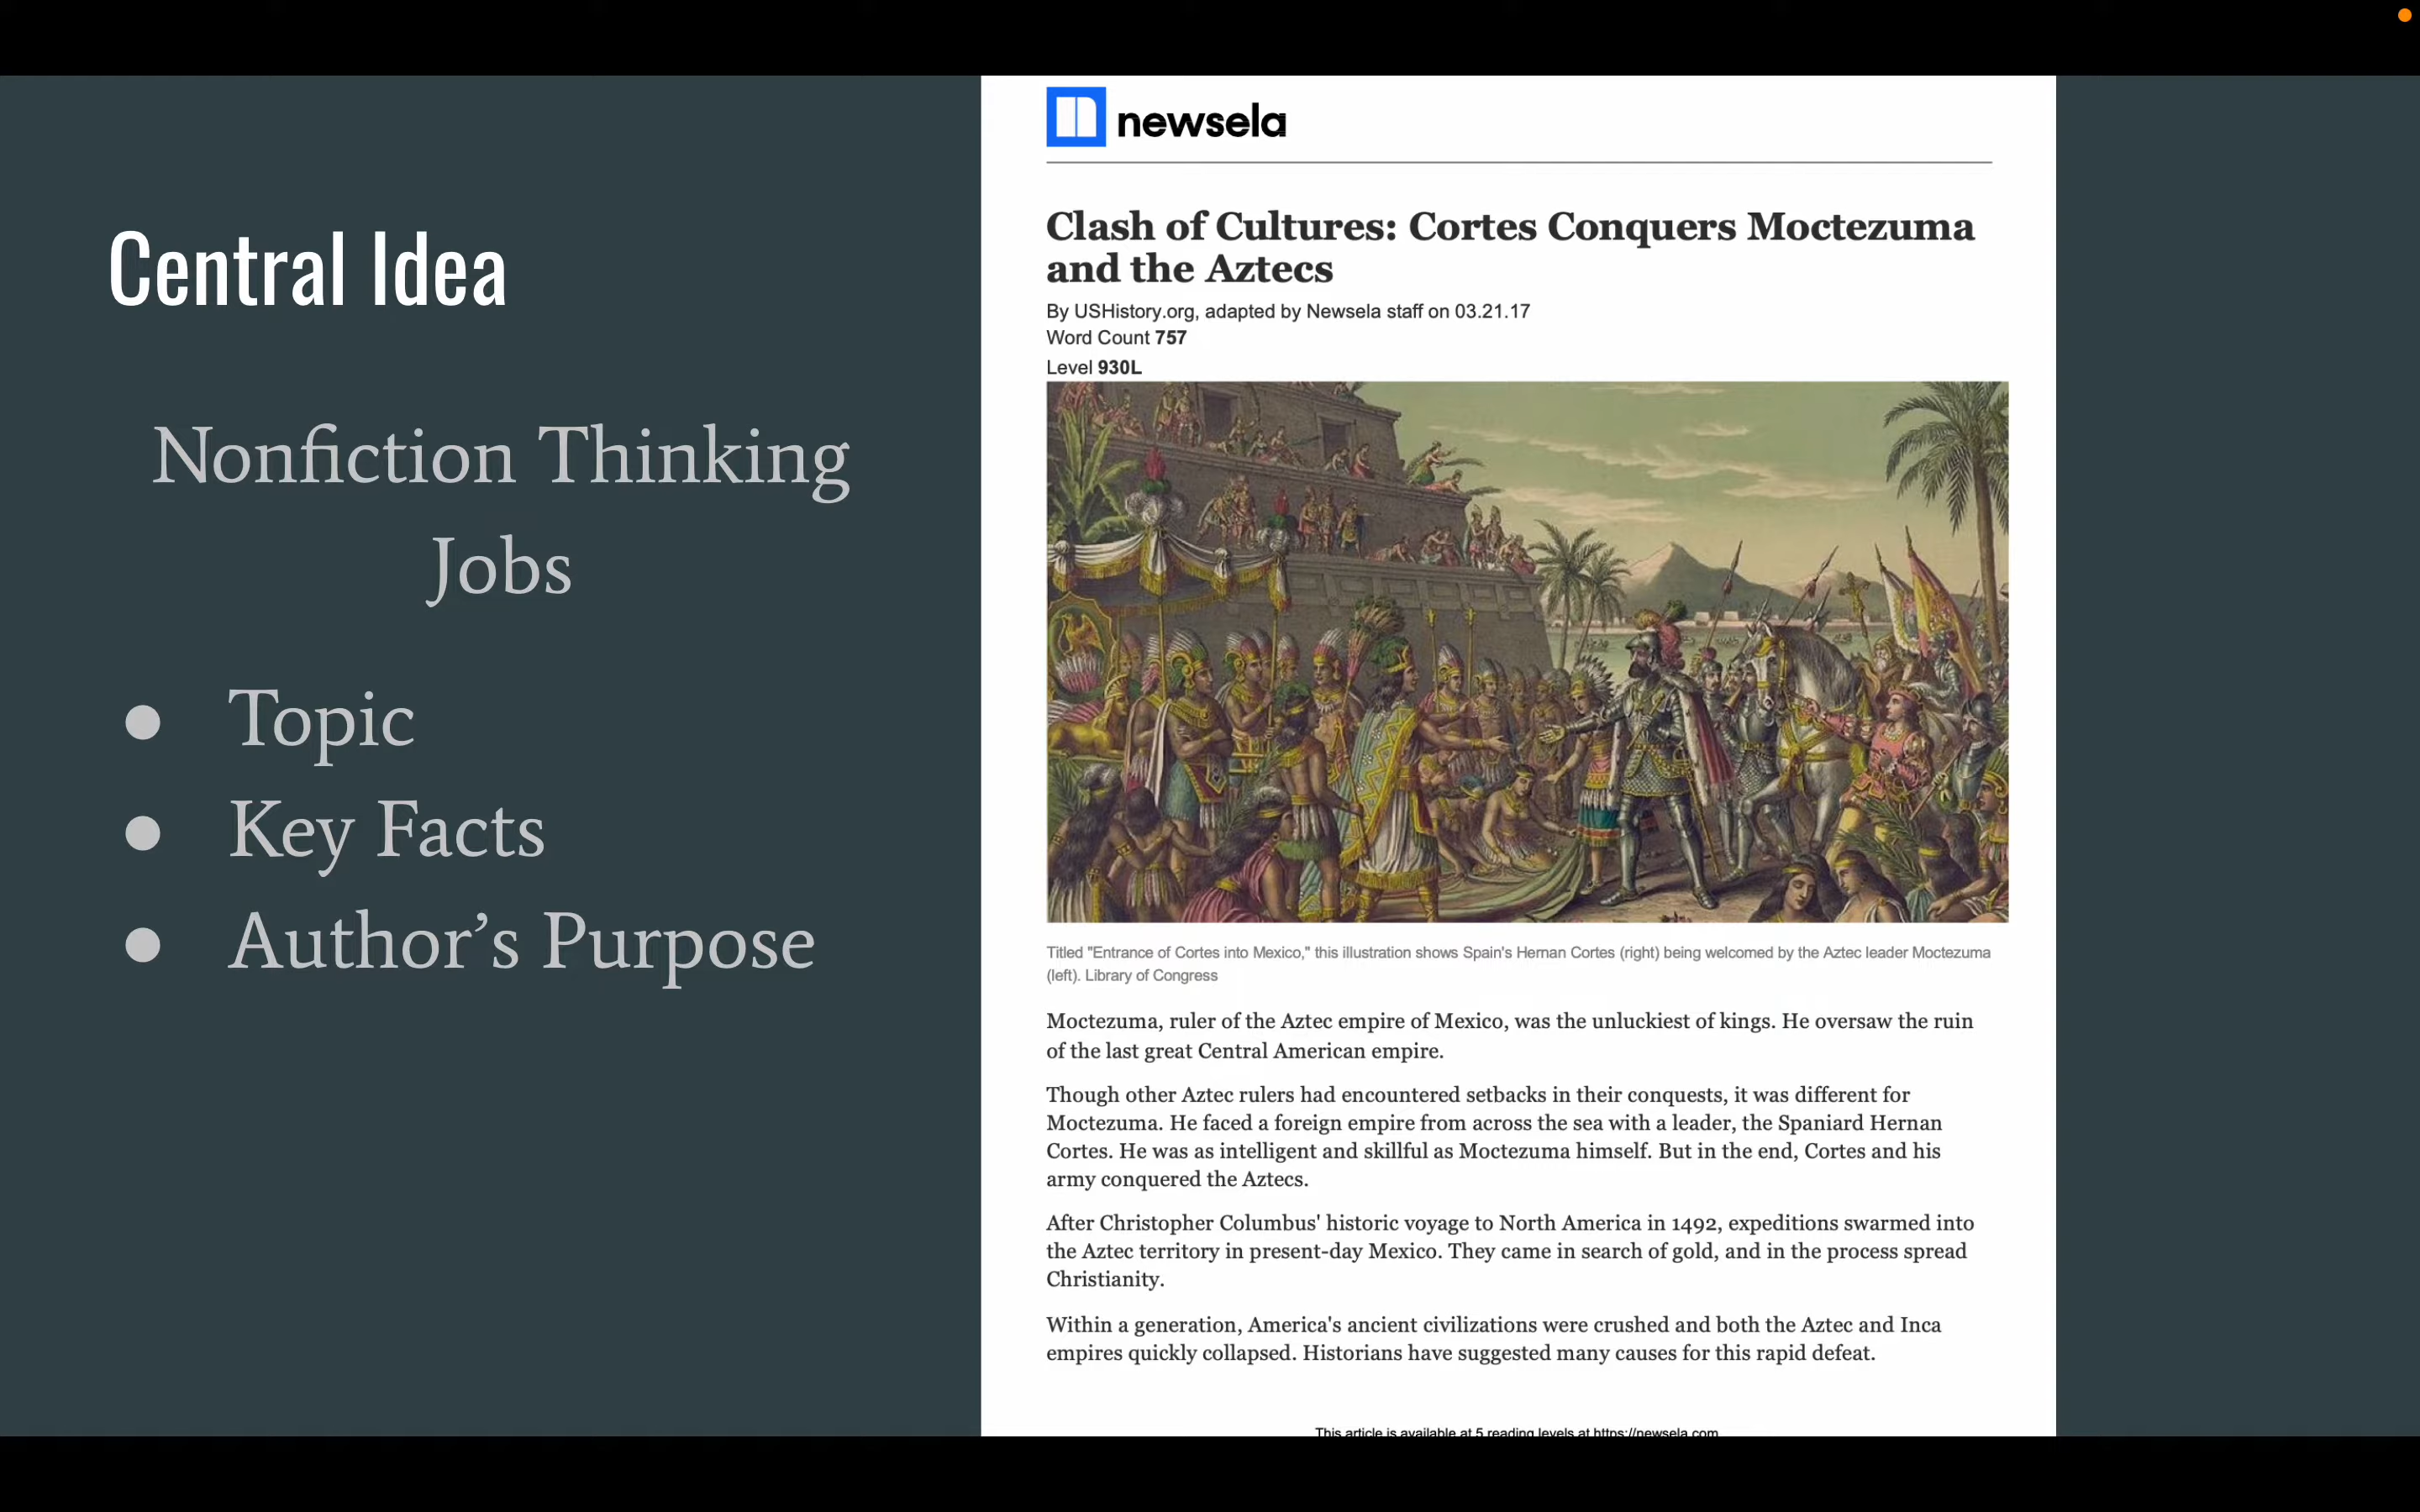 Central Idea
Nonfiction Thinking
Jobs
● Topic
● Key Facts
● Author’s Purpose
newsela
Clash of Cultures: Cortes Conquers Moctezuma
and the Aztecs
By USHistory.org, adapted by Newsela staff on 03.21.17
Word Count 757
Level 930L
Titled "Entrance of Cortes into Mexico," this illustration shows Spain's Hernan Cortes (right) being welcomed by the Aztec leader Moctezuma
(left). Library of Congress
Moctezuma, ruler of the Aztec empire of Mexico, was the unluckiest of kings. He oversaw the ruin
of the last great Central American empire.
Though other Aztec rulers had encountered setbacks in their conquests, it was different for
Moctezuma. He faced a foreign empire from across the sea with a leader, the Spaniard Hernan
Cortes. He was as intelligent and skillful as Moctezuma himself. But in the end, Cortes and his
army conquered the Aztecs.
After Christopher Columbus' historic voyage to North America in 1492, expeditions swarmed into
the Aztec territory in present-day Mexico. They came in search of gold, and in the process spread
Christianity.
Within a generation, America's ancient civilizations were crushed and both the Aztec and Inca
empires quickly collapsed. Historians have suggested many causes for this rapid defeat.
This article is available at 5 reading levels at https://newsela.com